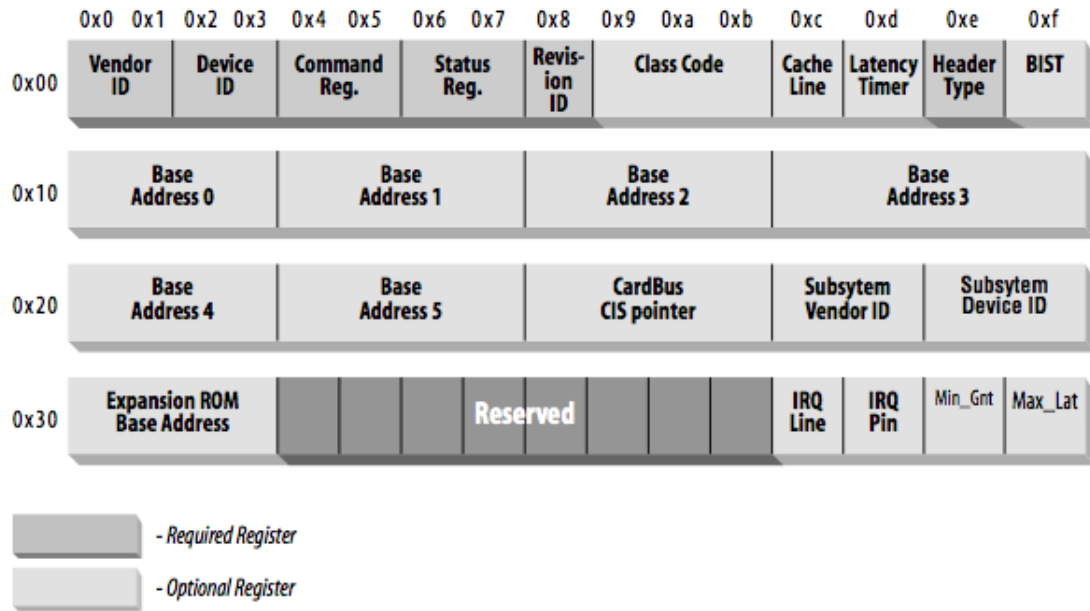 0x0 0x1 0x2 0x3 0x4 0x5 0x6 0x7 0x8 0x9 0xa 0xb 0xc 0xd 0xe 0xf
0x00
Vendor
ID
Device
ID
Command
Reg.
Status
Reg.
Revis-
ion
ID
Class Code
Cache
Line
Latency
Timer
Header
Type
BIST
0x10
Base
Address 0
Base
Address 1
Base
Address 2
Base
Address 3
0x20
Base
Address 4
Base
Address 5
CardBus
CIS pointer
Subsytem
Vendor ID
Subsytem
Device ID
0x30
Expansion ROM
Base Address
Reserved
IRQ
Line
IRQ
Pin
Min_Gnt
Max_Lat
- Required Register
- Optional Register